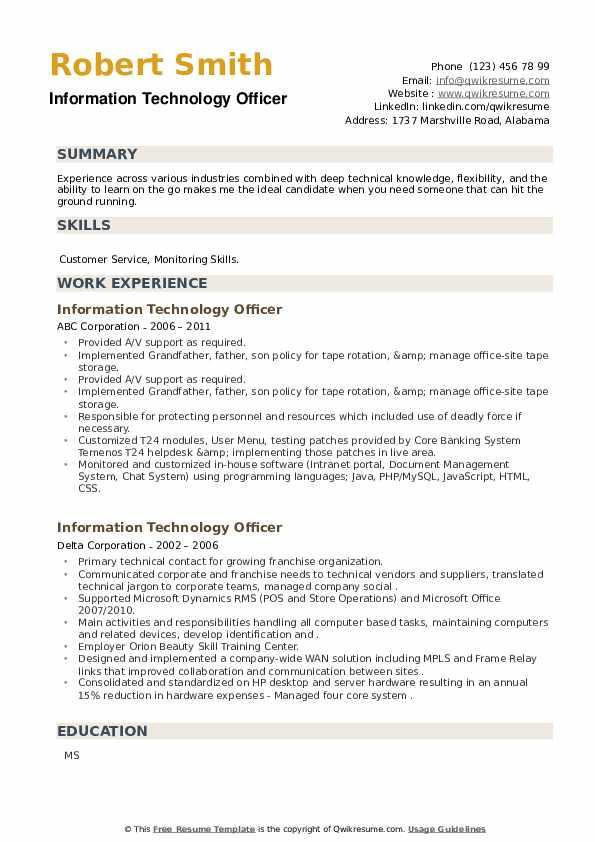 Robert Smith
Information Technology Officer
Phone (123) 456 78 99
Email: info@qwikresume.com
Website : www.qwikresume.com
LinkedIn: linkedin.com/qwikresume
Address: 1737 Marshville Road, Alabama
SUMMARY
Experience across various industries combined with deep technical knowledge, flexibility, and the
ability to learn on the go makes me the ideal candidate when you need someone that can hit the
ground running.
SKILLS
Customer Service, Monitoring Skills.
WORK EXPERIENCE
Information Technology Officer
ABC Corporation - 2006 – 2011
• Provided A/V support as required.
• Implemented Grandfather, father, son policy for tape rotation, &amp; manage office-site tape
storage.
• Provided A/V support as required.
• Implemented Grandfather, father, son policy for tape rotation, &amp; manage office-site tape
storage.
• Responsible for protecting personnel and resources which included use of deadly force if
necessary.
• Customized T24 modules, User Menu, testing patches provided by Core Banking System
Temenos T24 helpdesk &amp; implementing those patches in live area.
• Monitored and customized in-house software (Intranet portal, Document Management
System, Chat System) using programming languages; Java, PHP/MySQL, JavaScript, HTML,
CSS.
Information Technology Officer
Delta Corporation - 2002 – 2006
• Primary technical contact for growing franchise organization.
• Communicated corporate and franchise needs to technical vendors and suppliers, translated
technical jargon to corporate teams, managed company social .
• Supported Microsoft Dynamics RMS (POS and Store Operations) and Microsoft Office
2007/2010.
• Main activities and responsibilities handling all computer based tasks, maintaining computers
and related devices, develop identification and .
• Employer Orion Beauty Skill Training Center.
• Designed and implemented a company-wide WAN solution including MPLS and Frame Relay
links that improved collaboration and communication between sites .
• Consolidated and standardized on HP desktop and server hardware resulting in an annual
15% reduction in hardware expenses - Managed four core system .
EDUCATION
MS
© This Free Resume Template is the copyright of Qwikresume.com. Usage Guidelines